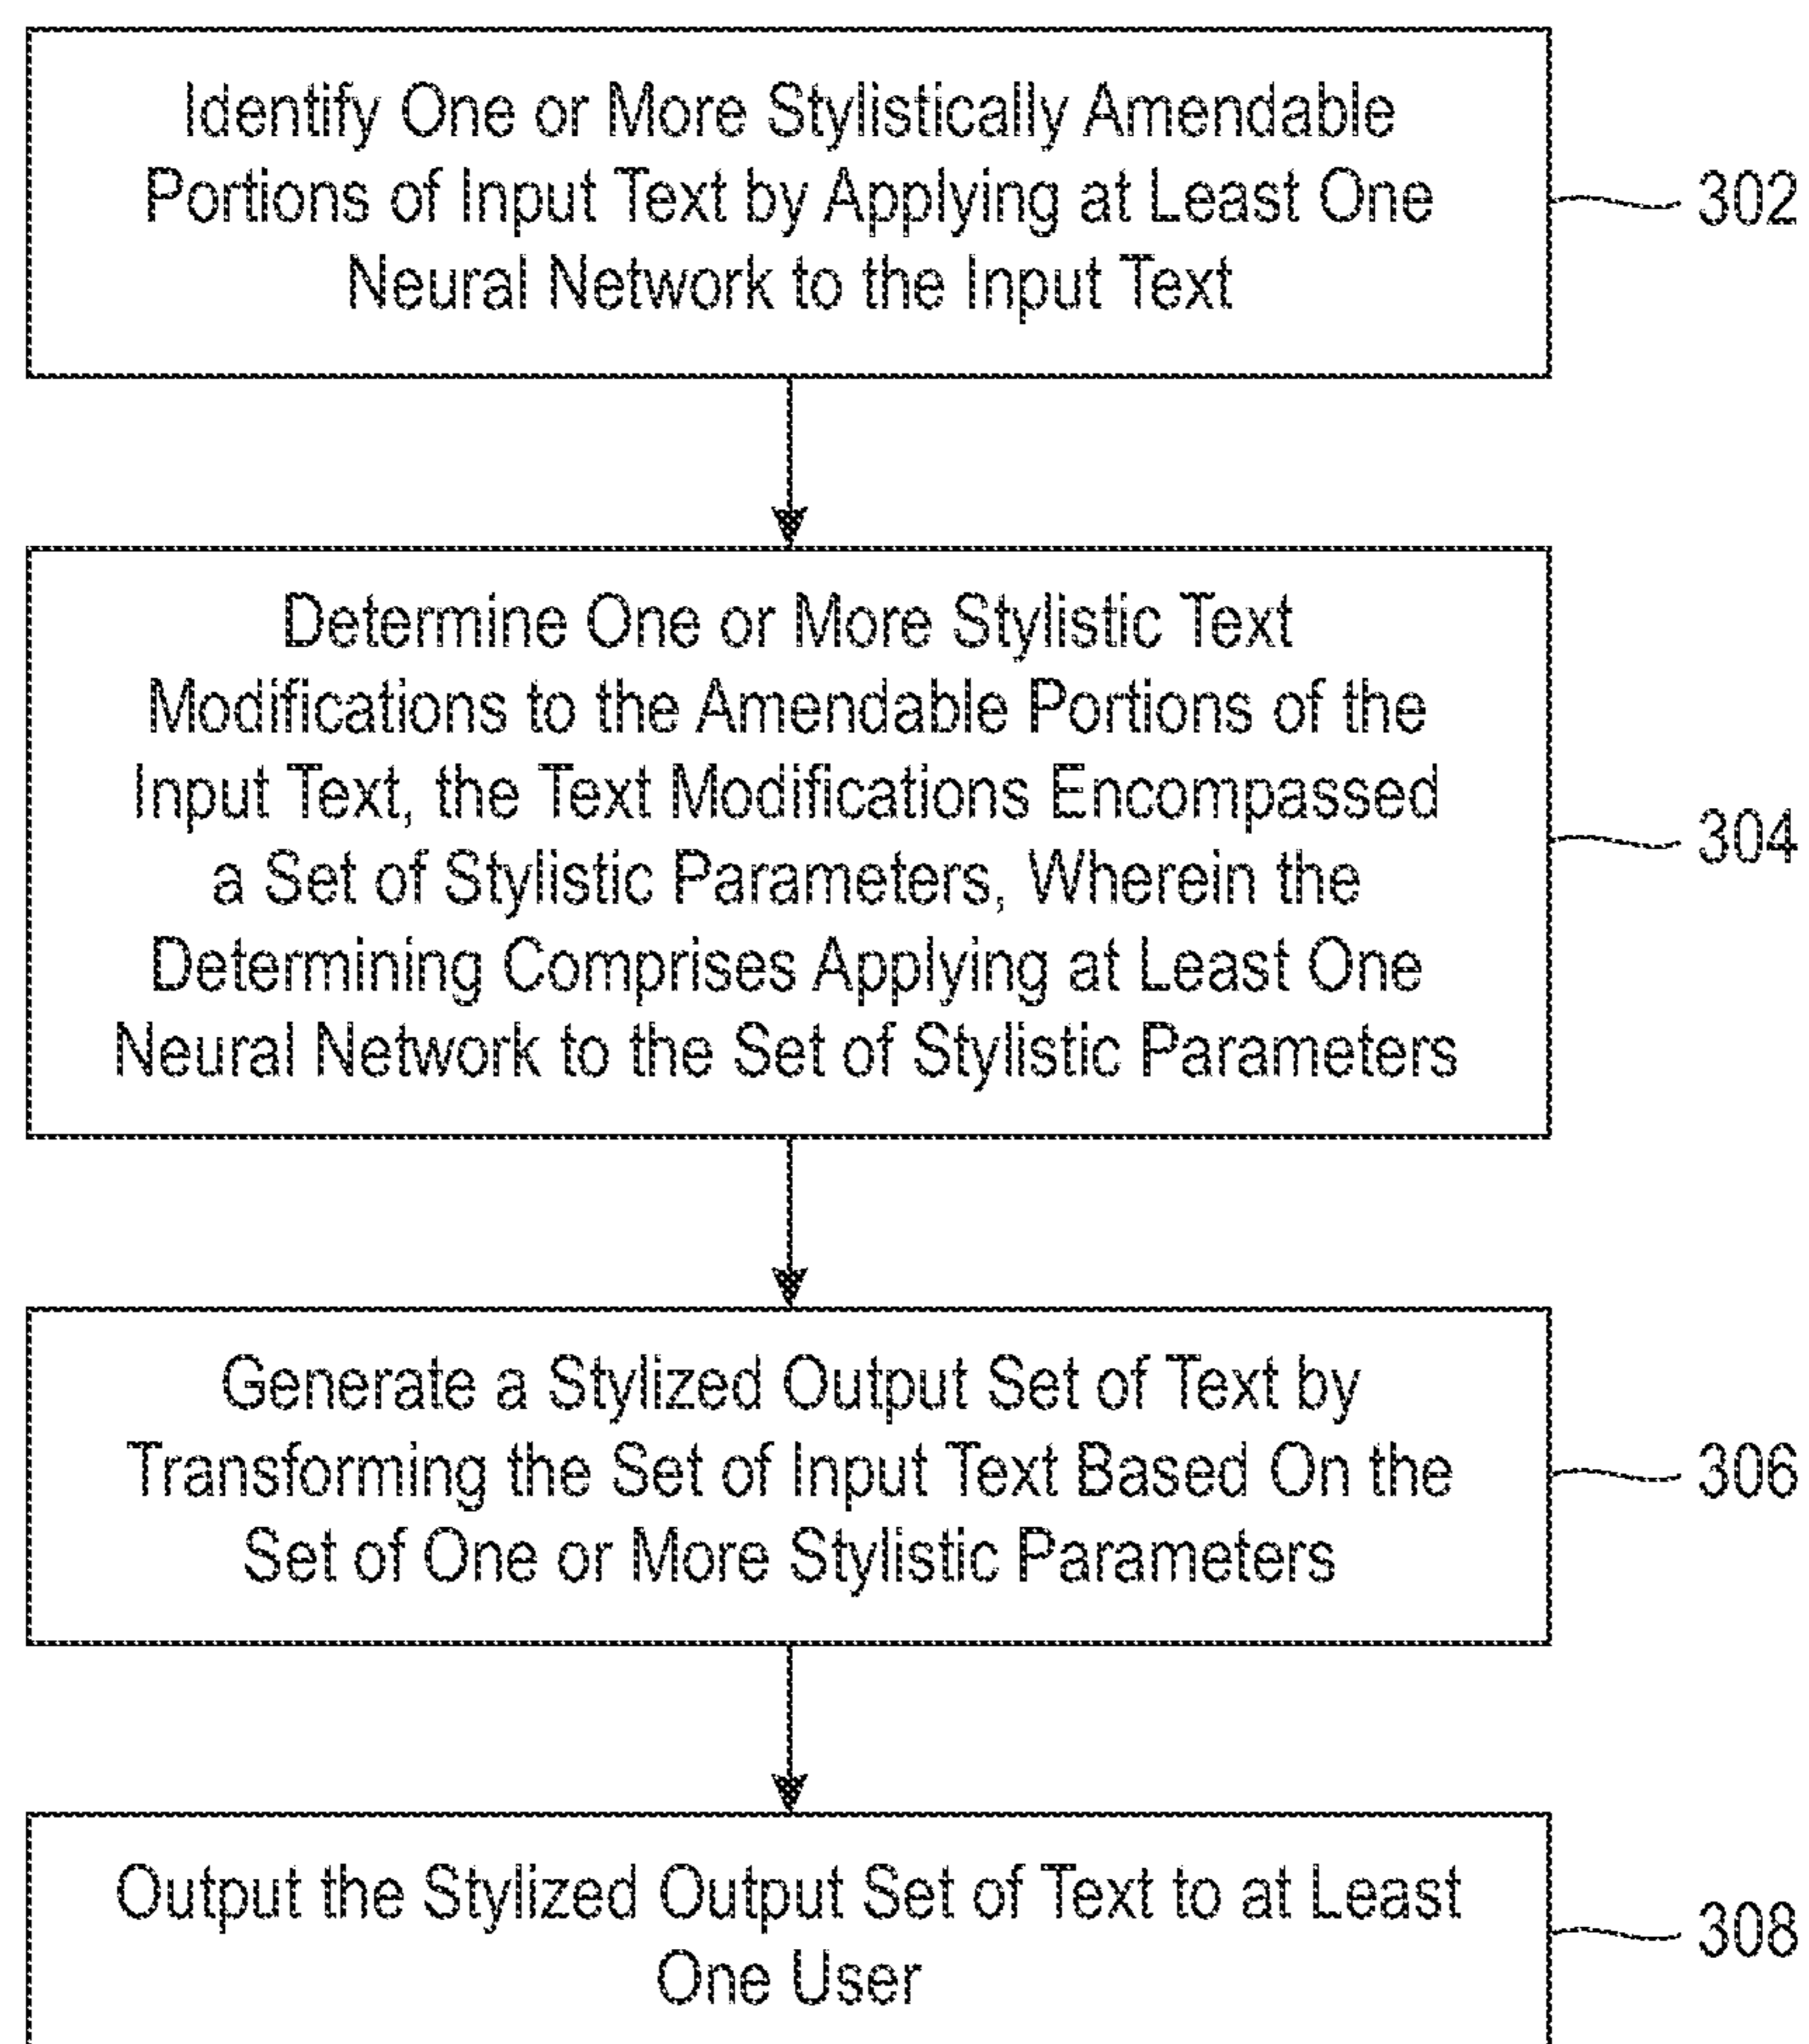 Identify One or More Stylistically Amendable
Portions of Input Text by Applying at Least One
Neural Network to the Input Text
302
Determine One or More Stylistic Text
Modifications to the Amendable Portions of the
Input Text, the Text Modifications Encompassed
a Set of Stylistic Parameters, Wherein the
Determining Comprises Applying at Least One
Neural Network to the Set of Stylistic Parameters
304
Generate a Stylized Output Set of Text by
Transforming the Set of Input Text Based On the
Set of One or More Stylistic Parameters
306
Output the Stylized Output Set of Text to at Least
One User
308